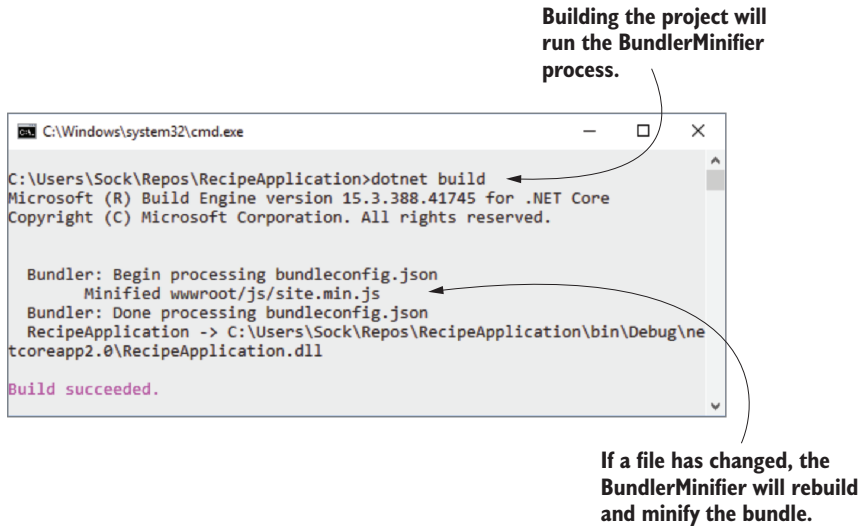 Building the project will
run the BundlerMinifier
process.
C:\Windows\system32\cmd.exe
C:\Users\Sock\Repos\RecipeApplication>dotnet build
Microsoft (R) Build Engine version 15.3.388.41745 for .NET Core
Copyright (C) Microsoft Corporation. All rights reserved.
Bundler: Begin processing bundleconfig.json
Minified wwwroot/js/site.min.js
Bundler: Done processing bundleconfig.json
RecipeApplication -> C:\Users\Sock\Repos\RecipeApplication\bin\Debug\ne
tcoreapp2.0\RecipeApplication.dll
Build succeeded.
If a file has changed, the
BundlerMinifier will rebuild
and minify the bundle.